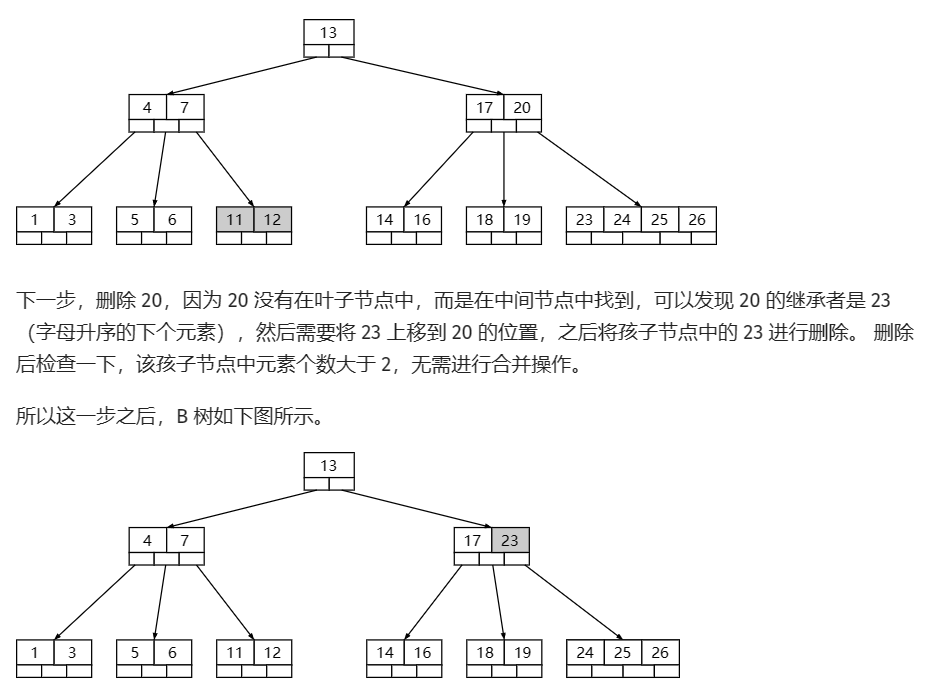 13
4 7 17 20
1 3 5 6 11 12 14 16 18 19 23 24 25 26
下一步，删除 20，因为 20 没有在叶子节点中，而是在中间节点中找到，可以发现 20 的继承者是 23
（字母升序的下个元素），然后需要将 23 上移到 20 的位置，之后将孩子节点中的 23 进行删除。 删除
后检查一下，该孩子节点中元素个数大于 2，无需进行合并操作。
所以这一步之后，B 树如下图所示。
13
4 7 17 23
1 3 5 6 11 12 14 16 18 19 24 25 26